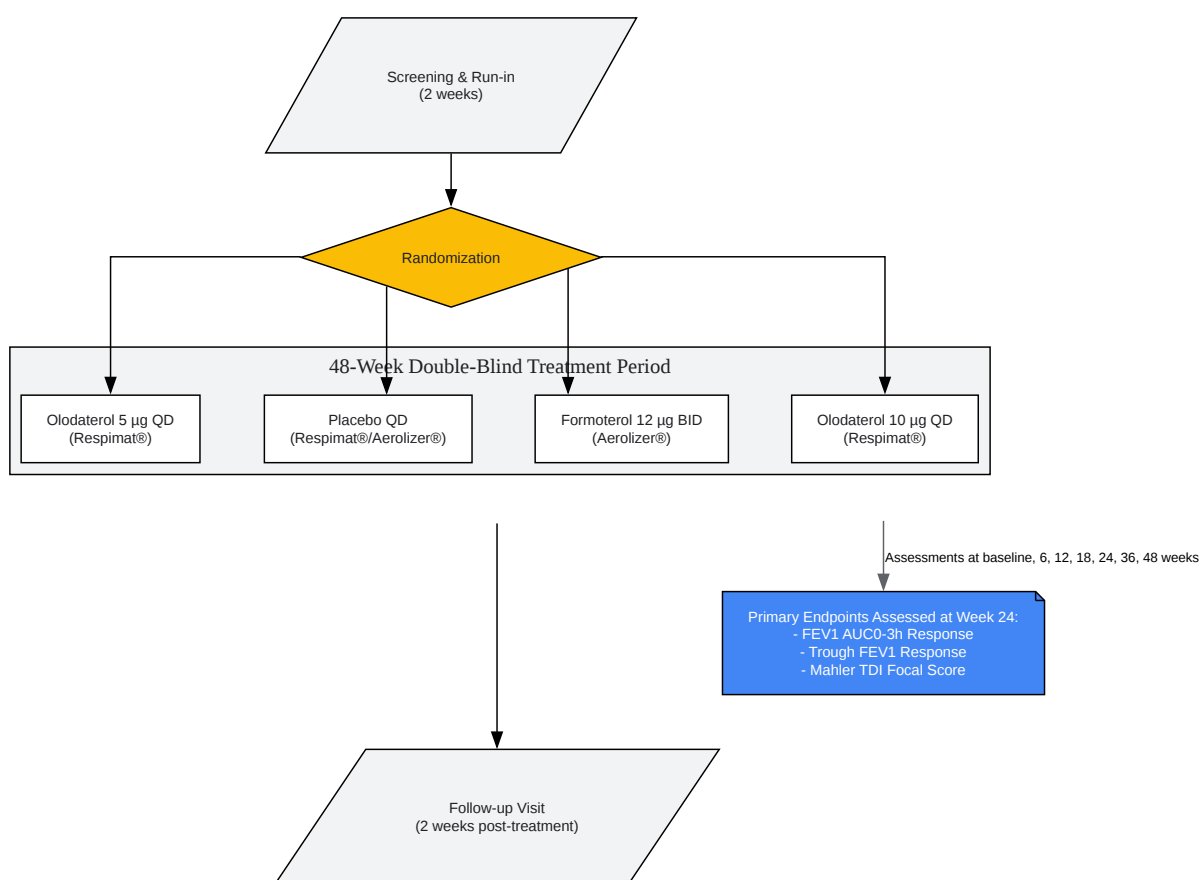 Screening & Run-in
(2 weeks)
Randomization
48-Week Double-Blind Treatment Period
Olodaterol 5 µg QD
(Respimat®)
Placebo QD
(Respimat®/Aerolizer®)
Formoterol 12 µg BID
(Aerolizer®)
Olodaterol 10 µg QD
(Respimat®)
Assessments at baseline, 6, 12, 18, 24, 36, 48 weeks
Primary Endpoints Assessed at Week 24:
- FEV1 AUC0-3h Response
- Trough FEV1 Response
- Mahler TDI Focal Score
Follow-up Visit
(2 weeks post-treatment)